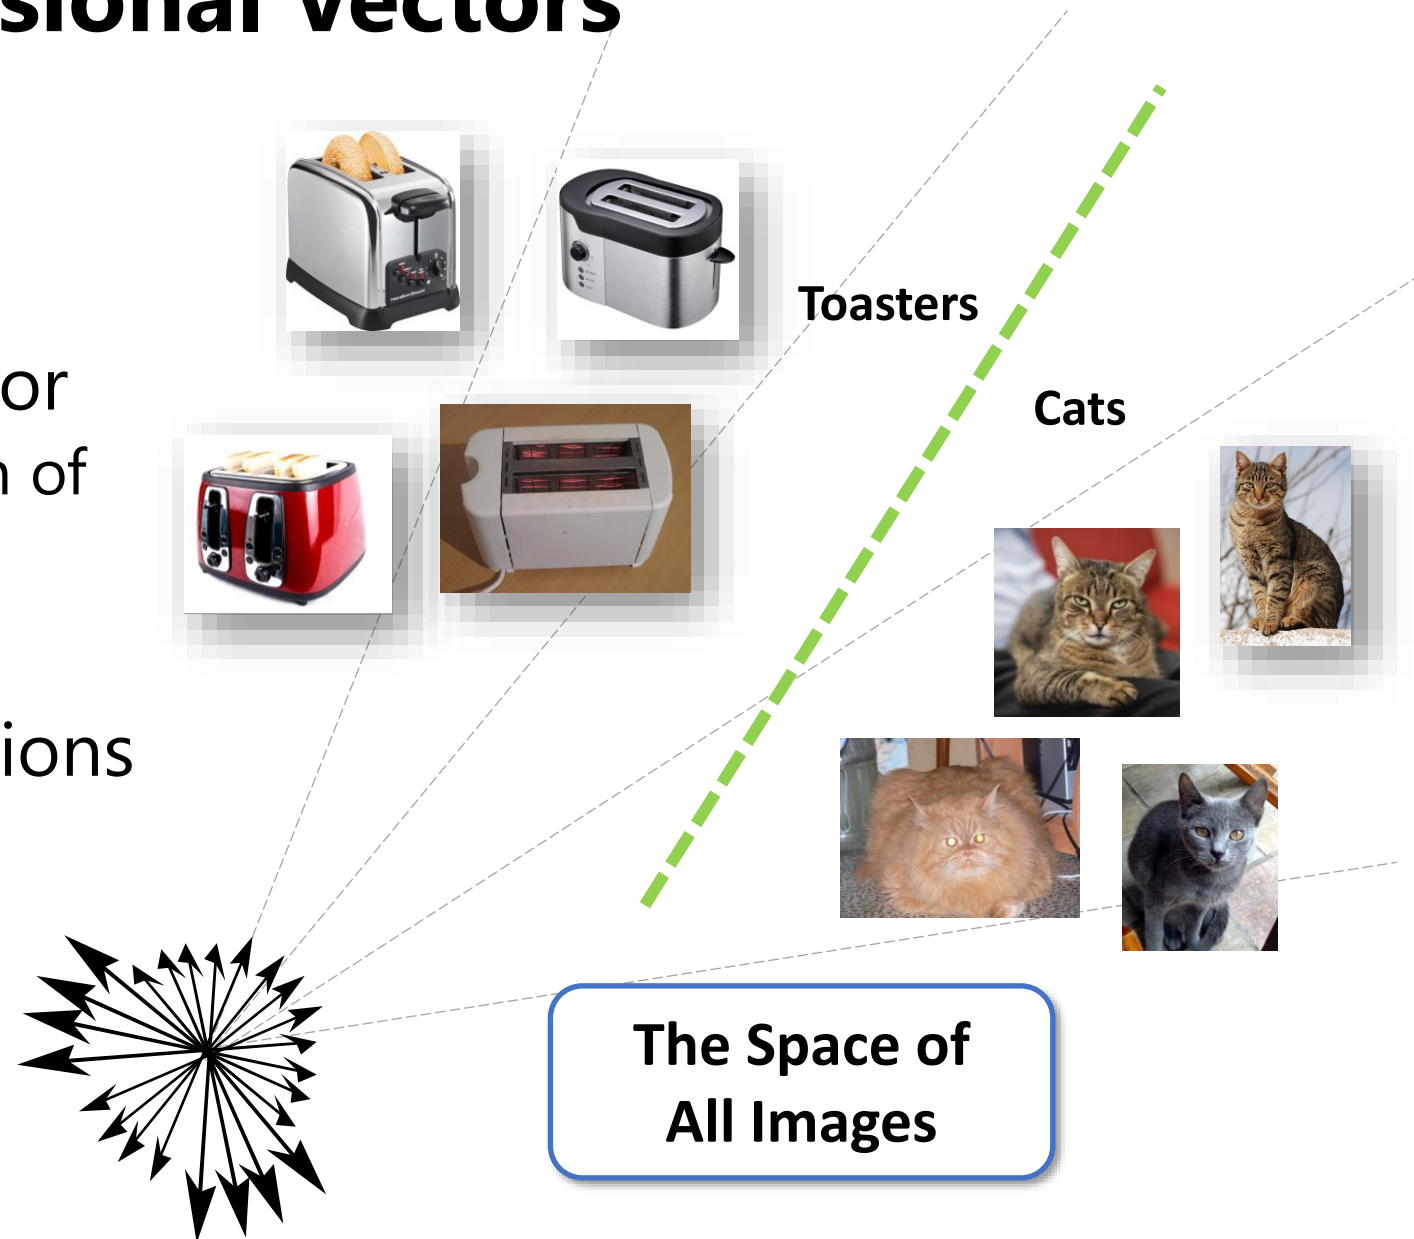 sional Vectors
Toasters
or
Cats
n of
ions
The Space of
All Images